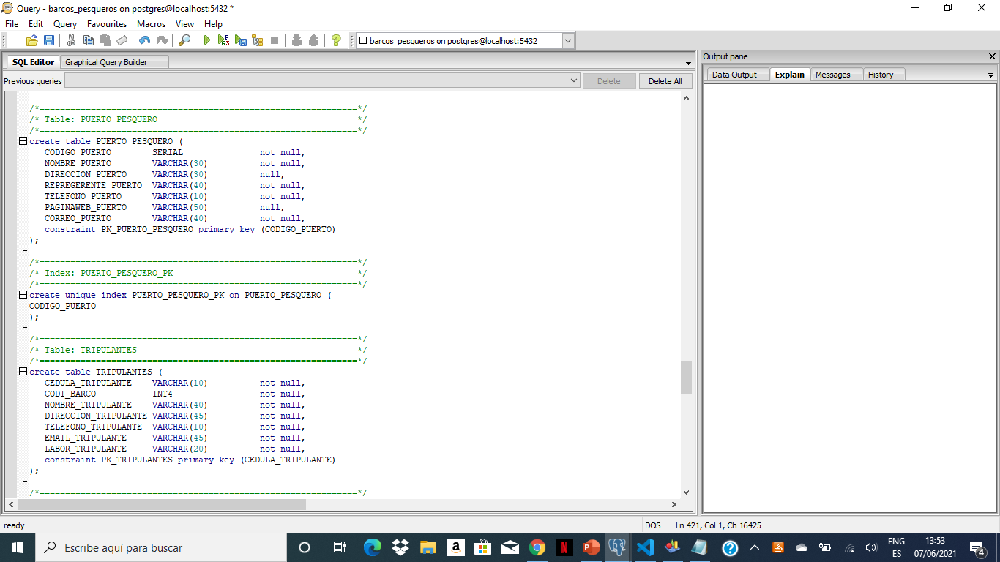 Query - barcos_pesqueros on postgres@localhost:5432 *
File Edit Query Favourites Macros View Help
barcos_pesqueros on postgres@localhost:5432
SQL Editor Graphical Query Builder
Previous queries Delete Delete All
/*==============================================================*/
/* Table: PUERTO_PESQUERO */
/*==============================================================*/
create table PUERTO_PESQUERO (
CODIGO_PUERTO SERIAL not null,
NOMBRE_PUERTO VARCHAR(30) not null,
DIRECCION_PUERTO VARCHAR(30) null,
REPREGERENTE_PUERTO VARCHAR(40) not null,
TELEFONO_PUERTO VARCHAR(10) not null,
PAGINAWEB_PUERTO VARCHAR(50) null,
CORREO_PUERTO VARCHAR(40) not null,
constraint PK_PUERTO_PESQUERO primary key (CODIGO_PUERTO)
);
/*==============================================================*/
/* Index: PUERTO_PESQUERO_PK */
/*==============================================================*/
create unique index PUERTO_PESQUERO_PK on PUERTO_PESQUERO (
CODIGO_PUERTO
);
/*==============================================================*/
/* Table: TRIPULANTES */
/*==============================================================*/
create table TRIPULANTES (
CEDULA_TRIPULANTE VARCHAR(10) not null,
CODI_BARCO INT4 not null,
NOMBRE_TRIPULANTE VARCHAR(40) not null,
DIRECCION_TRIPULANTE VARCHAR(45) not null,
TELEFONO_TRIPULANTE VARCHAR(10) not null,
EMAIL_TRIPULANTE VARCHAR(45) not null,
LABOR_TRIPULANTE VARCHAR(20) not null,
constraint PK_TRIPULANTES primary key (CEDULA_TRIPULANTE)
);
/*==============================================================*/
Output pane
Data Output Explain Messages History
ready DOS Ln 421, Col 1, Ch 16425
Escribe aquí para buscar
ENG
ES
13:53
07/06/2021
4